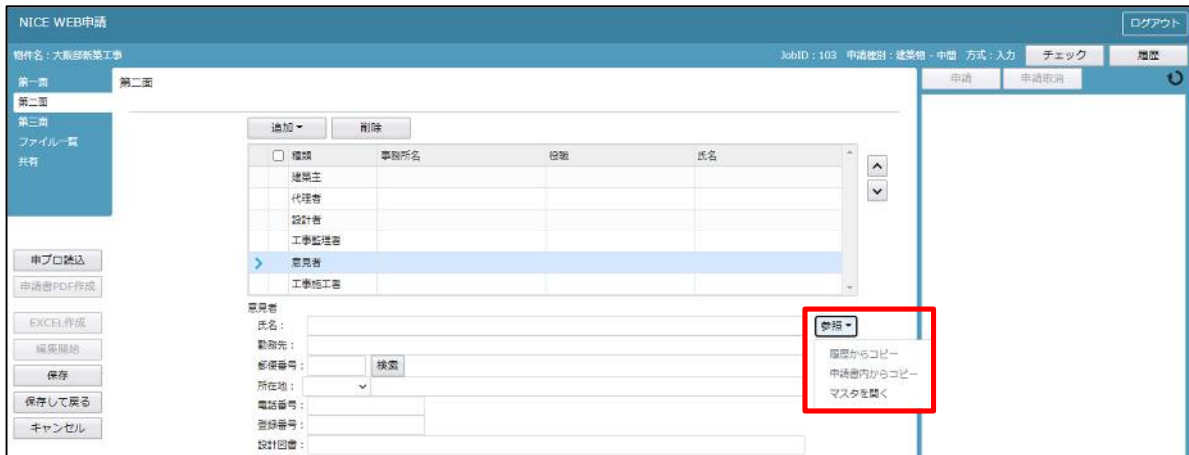 NICE WEB申請
ログアウト
物件名：大阪邸新築工事
JobID：103 申請種別：建築物 - 中間 方式：入力
チェック
履歴
第一面
第二面
第三面
ファイル一覧
共有
第二面
申請
申請取消
追加
削除
種類 事務所名 役職 氏名
建築主
代理者
設計者
工事監理者
意見者
工事施工者
申プロ読込
申請書PDF作成
EXCEL作成
編集開始
保存
保存して戻る
キャンセル
意見者
氏名：
勤務先：
郵便番号：
検索
所在地：
電話番号：
登録番号：
設計図書：
参照
履歴からコピー
申請書内からコピー
マスタを開く